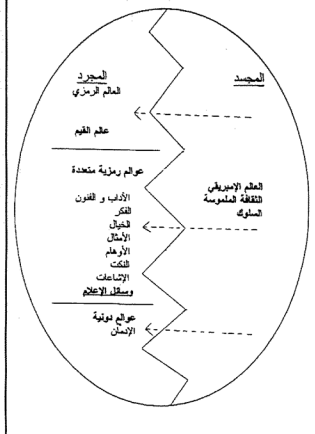 المجسد
المجرد
العالم الرمزي
عالم القيم
عوالم رمزية متعددة
الأداب و الفنون
الفكر
الخيال
الأمثال
الأوهام
النكت
الإشاعات
وسائل الإعلام
العالم الإمبريقي
الثقافة الملموسة
السلوك
عوالم دونية
الإدمان